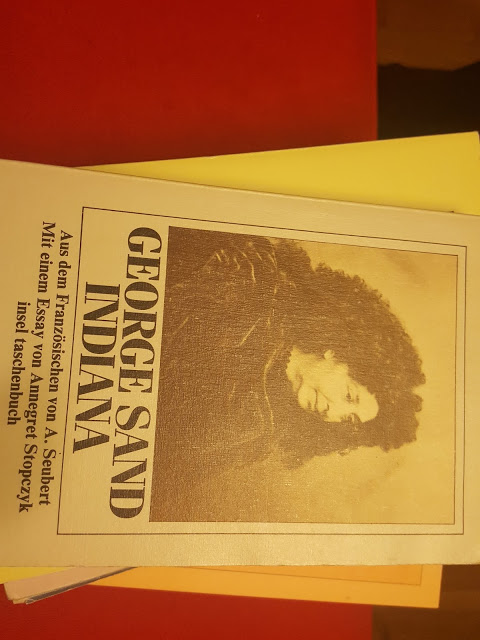 GEORGE SAND
INDIANA
Aus dem Französischen von A. Seubert
Mit einem Essay von Annegret Stopczyk
insel taschenbuch